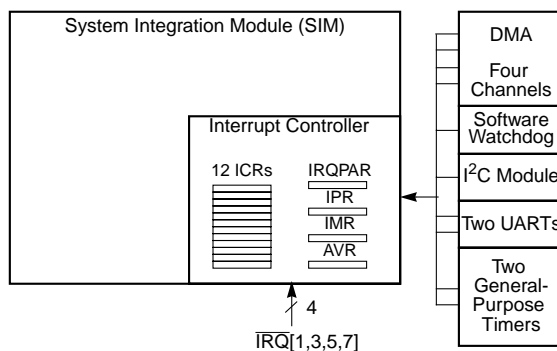 System Integration Module (SIM)
Interrupt Controller
12 ICRs
IRQPAR
IPR
IMR
AVR
4
IRQ[1,3,5,7]
DMA
Four
Channels
Software
Watchdog
I2C Module
Two UARTs
Two
General-
Purpose
Timers